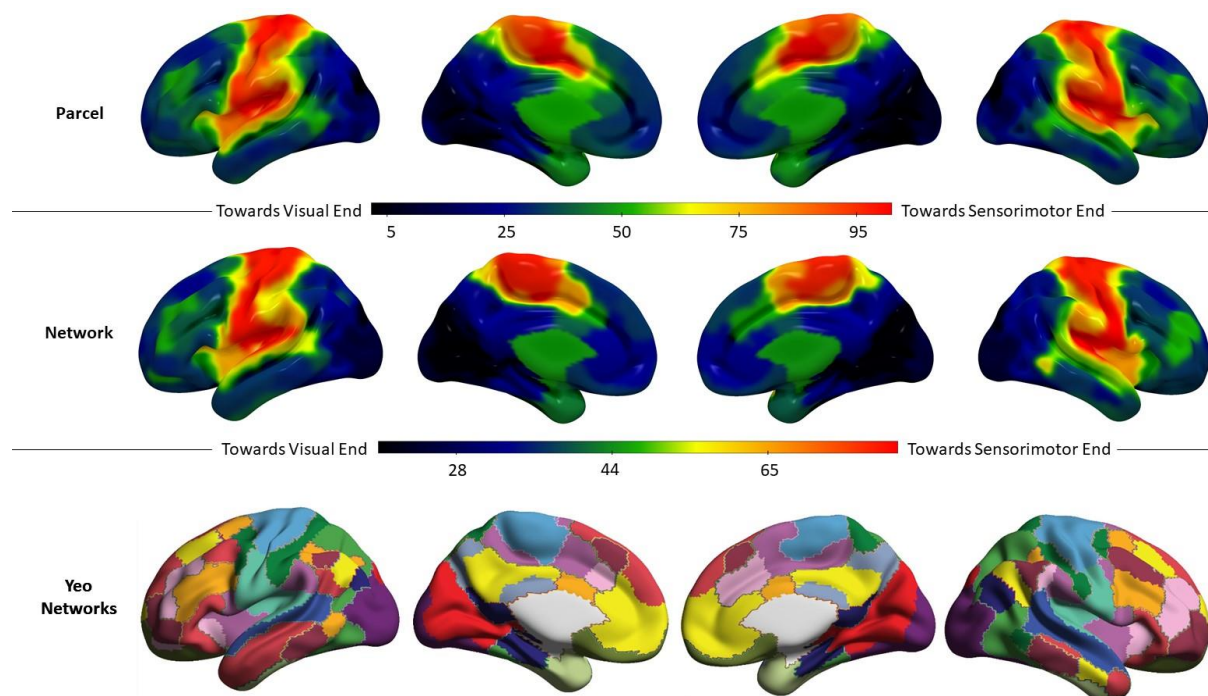 Parcel
Towards Visual End
Towards Sensorimotor End
5 25 50 75 95
Network
Towards Visual End
Towards Sensorimotor End
28 44 65
Yeo
Networks